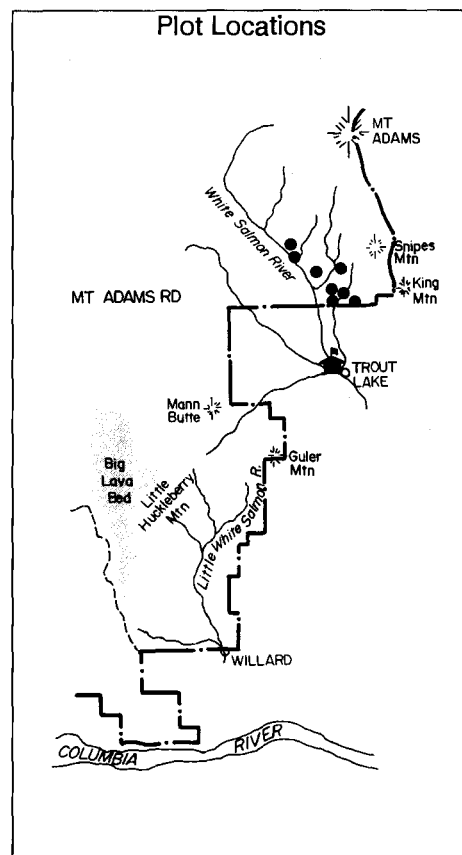 Plot Locations
MT
ADAMS
White Salmon River
Snipes
Mtn
King
Mtn
MT ADAMS RD
TROUT
LAKE
Mann
Butte
Guler
Mtn
Big
Lava
Bed
Little
Huckleberry
Mtn
Little White Salmon R.
WILLARD
COLUMBIA RIVER